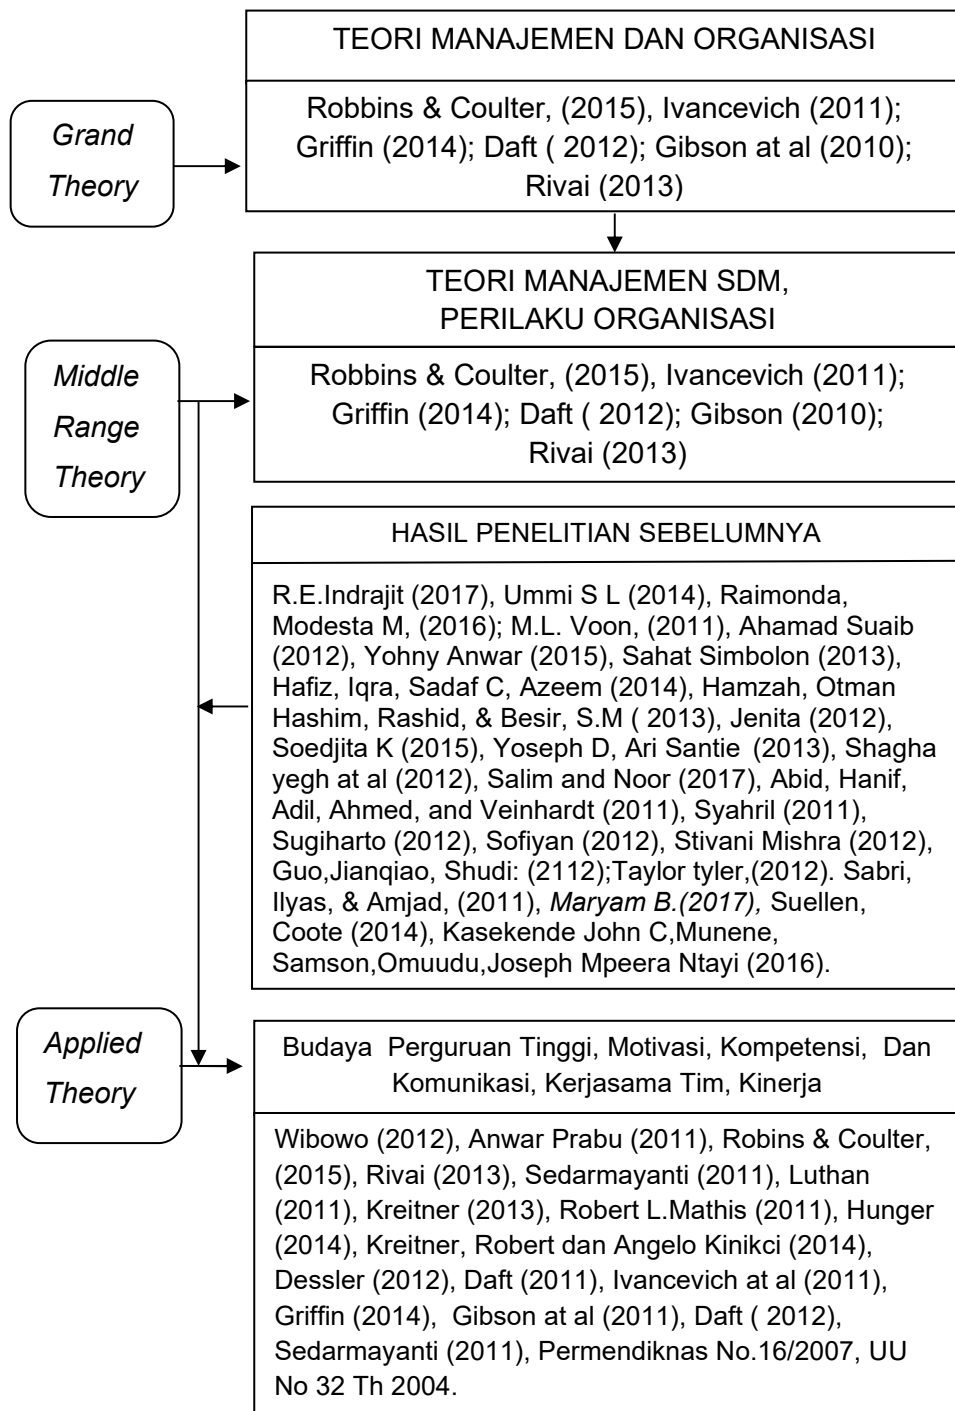 TEORI MANAJEMEN DAN ORGANISASI
Grand
Theory
Robbins & Coulter, (2015), Ivancevich (2011);
Griffin (2014); Daft ( 2012); Gibson at al (2010);
Rivai (2013)
TEORI MANAJEMEN SDM,
PERILAKU ORGANISASI
Middle
Range
Theory
Robbins & Coulter, (2015), Ivancevich (2011);
Griffin (2014); Daft ( 2012); Gibson (2010);
Rivai (2013)
HASIL PENELITIAN SEBELUMNYA
R.E.Indrajit (2017), Ummi S L (2014), Raimonda,
Modesta M, (2016); M.L. Voon, (2011), Ahamad Suaib
(2012), Yohny Anwar (2015), Sahat Simbolon (2013),
Hafiz, Iqra, Sadaf C, Azeem (2014), Hamzah, Otman
Hashim, Rashid, & Besir, S.M ( 2013), Jenita (2012),
Soedjita K (2015), Yoseph D, Ari Santie (2013), Shagha
yegh at al (2012), Salim and Noor (2017), Abid, Hanif,
Adil, Ahmed, and Veinhardt (2011), Syahril (2011),
Sugiharto (2012), Sofiyan (2012), Stivani Mishra (2012),
Guo,Jianqiao, Shudi: (2112);Taylor tyler,(2012). Sabri,
Ilyas, & Amjad, (2011), Maryam B.(2017), Suellen,
Coote (2014), Kasekende John C,Munene,
Samson,Omuudu,Joseph Mpeera Ntayi (2016).
Applied
Theory
Budaya Perguruan Tinggi, Motivasi, Kompetensi, Dan
Komunikasi, Kerjasama Tim, Kinerja
Wibowo (2012), Anwar Prabu (2011), Robins & Coulter,
(2015), Rivai (2013), Sedarmayanti (2011), Luthan
(2011), Kreitner (2013), Robert L.Mathis (2011), Hunger
(2014), Kreitner, Robert dan Angelo Kinikci (2014),
Dessler (2012), Daft (2011), Ivancevich at al (2011),
Griffin (2014), Gibson at al (2011), Daft ( 2012),
Sedarmayanti (2011), Permendiknas No.16/2007, UU
No 32 Th 2004.